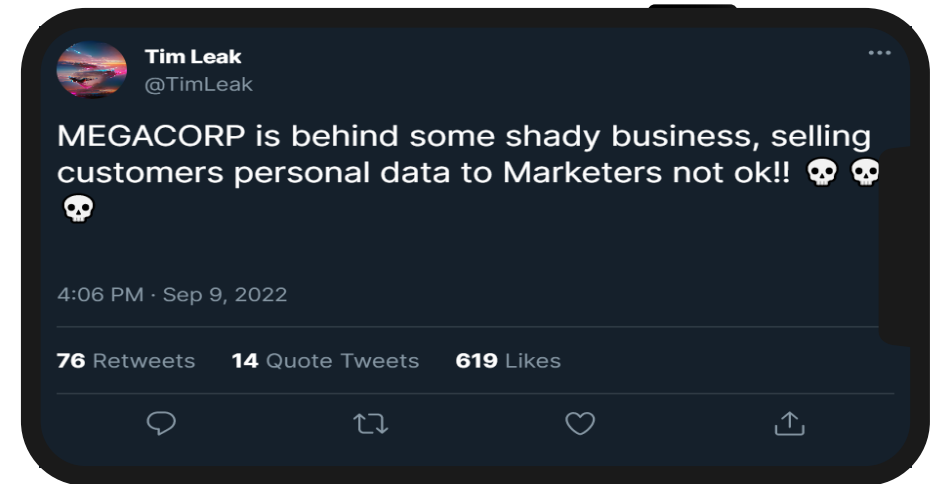 Tim Leak
@TimLeak
MEGACORP is behind some shady business, selling
customers personal data to Marketers not ok!! 💀 💀
💀
4:06 PM · Sep 9, 2022
76 Retweets 14 Quote Tweets 619 Likes